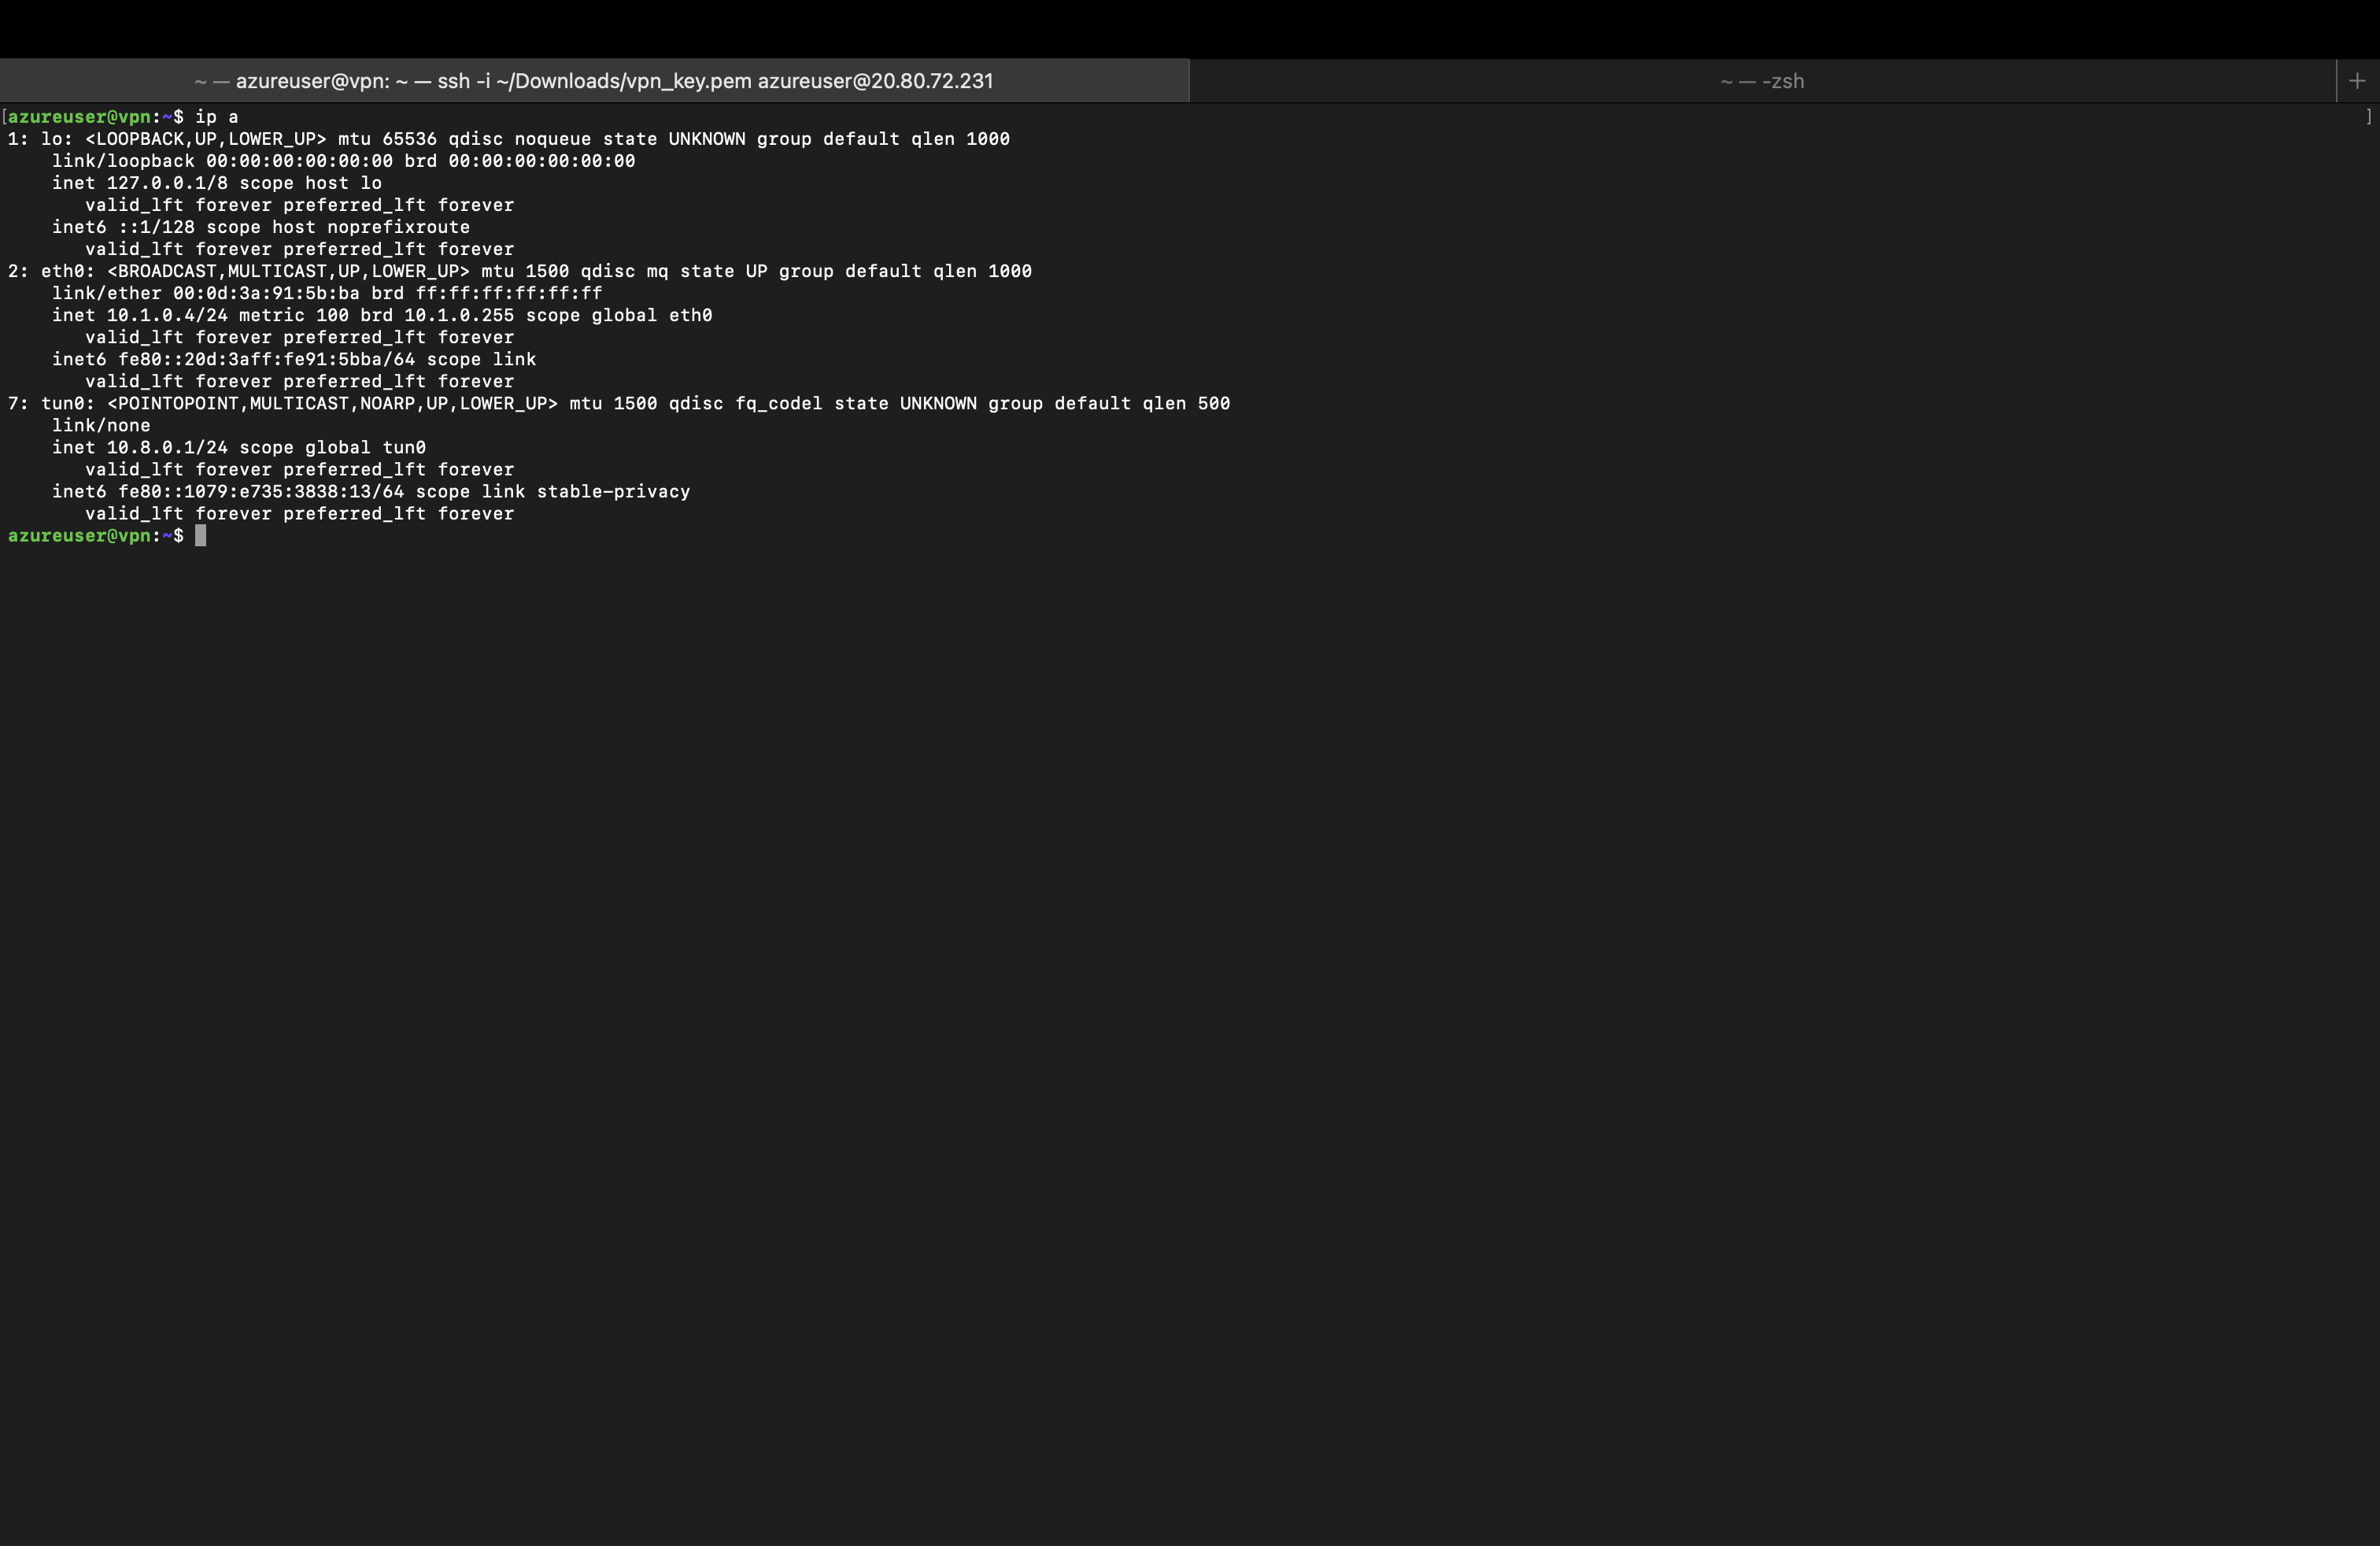 ~ — azureuser@vpn: ~ — ssh -i ~/Downloads/vpn_key.pem azureuser@20.80.72.231
~ — -zsh
+
[azureuser@vpn:~$ ip a ]
1: lo: <LOOPBACK,UP,LOWER_UP> mtu 65536 qdisc noqueue state UNKNOWN group default qlen 1000
    link/loopback 00:00:00:00:00:00 brd 00:00:00:00:00:00
    inet 127.0.0.1/8 scope host lo
       valid_lft forever preferred_lft forever
    inet6 ::1/128 scope host noprefixroute
       valid_lft forever preferred_lft forever
2: eth0: <BROADCAST,MULTICAST,UP,LOWER_UP> mtu 1500 qdisc mq state UP group default qlen 1000
    link/ether 00:0d:3a:91:5b:ba brd ff:ff:ff:ff:ff:ff
    inet 10.1.0.4/24 metric 100 brd 10.1.0.255 scope global eth0
       valid_lft forever preferred_lft forever
    inet6 fe80::20d:3aff:fe91:5bba/64 scope link
       valid_lft forever preferred_lft forever
7: tun0: <POINTOPOINT,MULTICAST,NOARP,UP,LOWER_UP> mtu 1500 qdisc fq_codel state UNKNOWN group default qlen 500
    link/none
    inet 10.8.0.1/24 scope global tun0
       valid_lft forever preferred_lft forever
    inet6 fe80::1079:e735:3838:13/64 scope link stable-privacy
       valid_lft forever preferred_lft forever
azureuser@vpn:~$